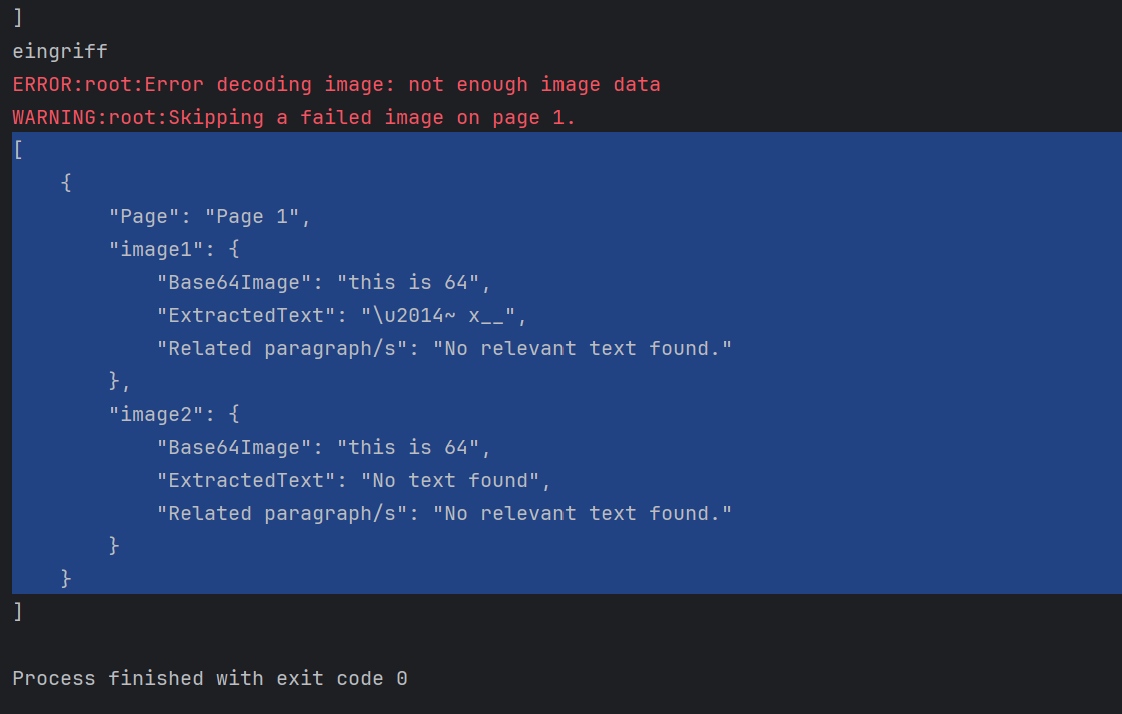 ]
eingriff
ERROR:root:Error decoding image: not enough image data
WARNING:root:Skipping a failed image on page 1.
[
    {
        "Page": "Page 1",
        "image1": {
            "Base64Image": "this is 64",
            "ExtractedText": "\u2014~ x__",
            "Related paragraph/s": "No relevant text found."
        },
        "image2": {
            "Base64Image": "this is 64",
            "ExtractedText": "No text found",
            "Related paragraph/s": "No relevant text found."
        }
    }
]
Process finished with exit code 0